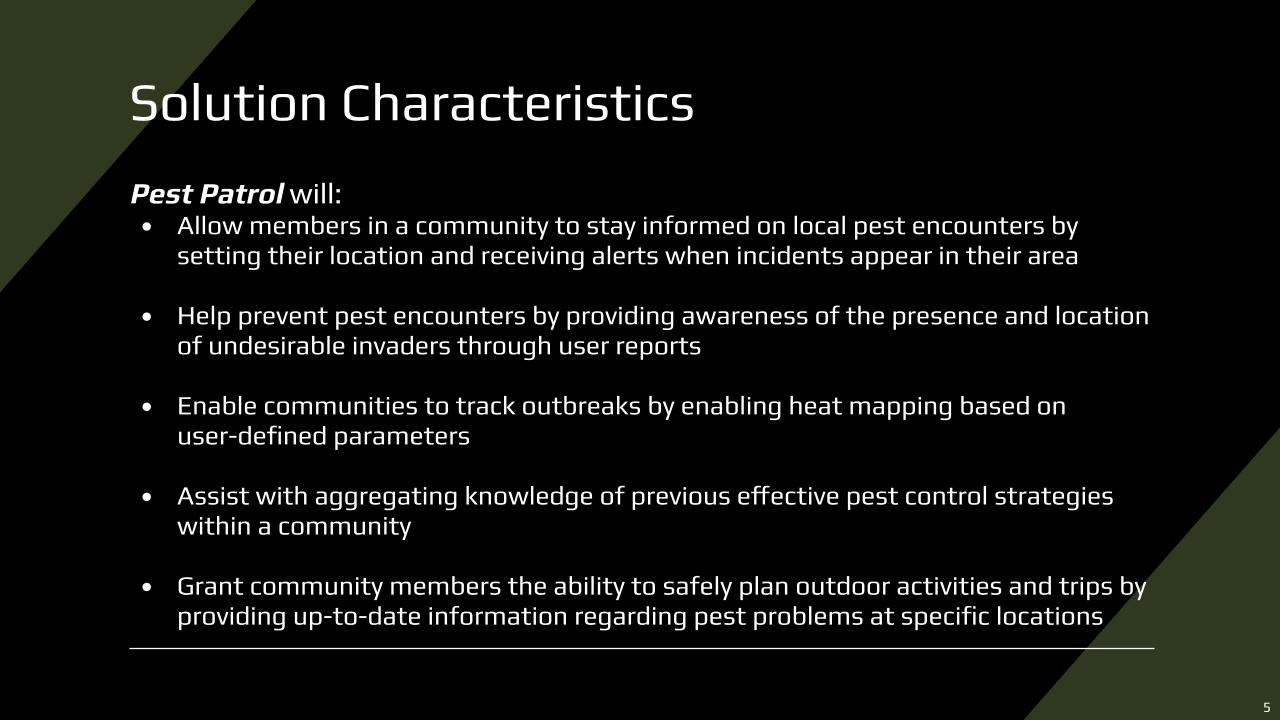 Solution Characteristics
Pest Patrol will:
• Allow members in a community to stay informed on local pest encounters by
setting their location and receiving alerts when incidents appear in their area
• Help prevent pest encounters by providing awareness of the presence and location
of undesirable invaders through user reports
• Enable communities to track outbreaks by enabling heat mapping based on
user-defined parameters
• Assist with aggregating knowledge of previous effective pest control strategies
within a community
• Grant community members the ability to safely plan outdoor activities and trips by
providing up-to-date information regarding pest problems at specific locations
5